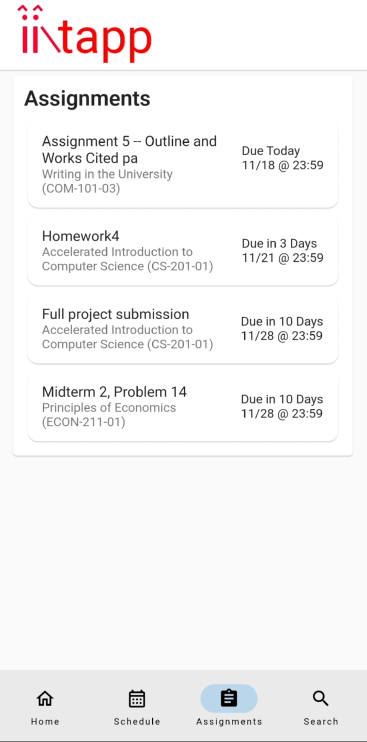 iintapp
Assignments
Assignment 5 -- Outline and
Works Cited pa
Writing in the University
(COM-101-03)
Due Today
11/18 @ 23:59
Homework4
Accelerated Introduction to
Computer Science (CS-201-01)
Due in 3 Days
11/21 @ 23:59
Full project submission
Accelerated Introduction to
Computer Science (CS-201-01)
Due in 10 Days
11/28 @ 23:59
Midterm 2, Problem 14
Principles of Economics
(ECON-211-01)
Due in 10 Days
11/28 @ 23:59
Home
Schedule
Assignments
Search